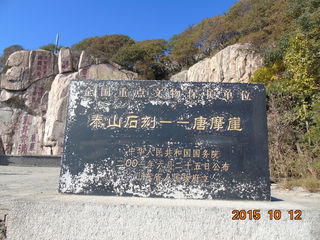 全国重点文物保护单位
泰山石刻——唐摩崖
中华人民共和国国务院
二〇〇一年六月二十五日公布
2015 10 12